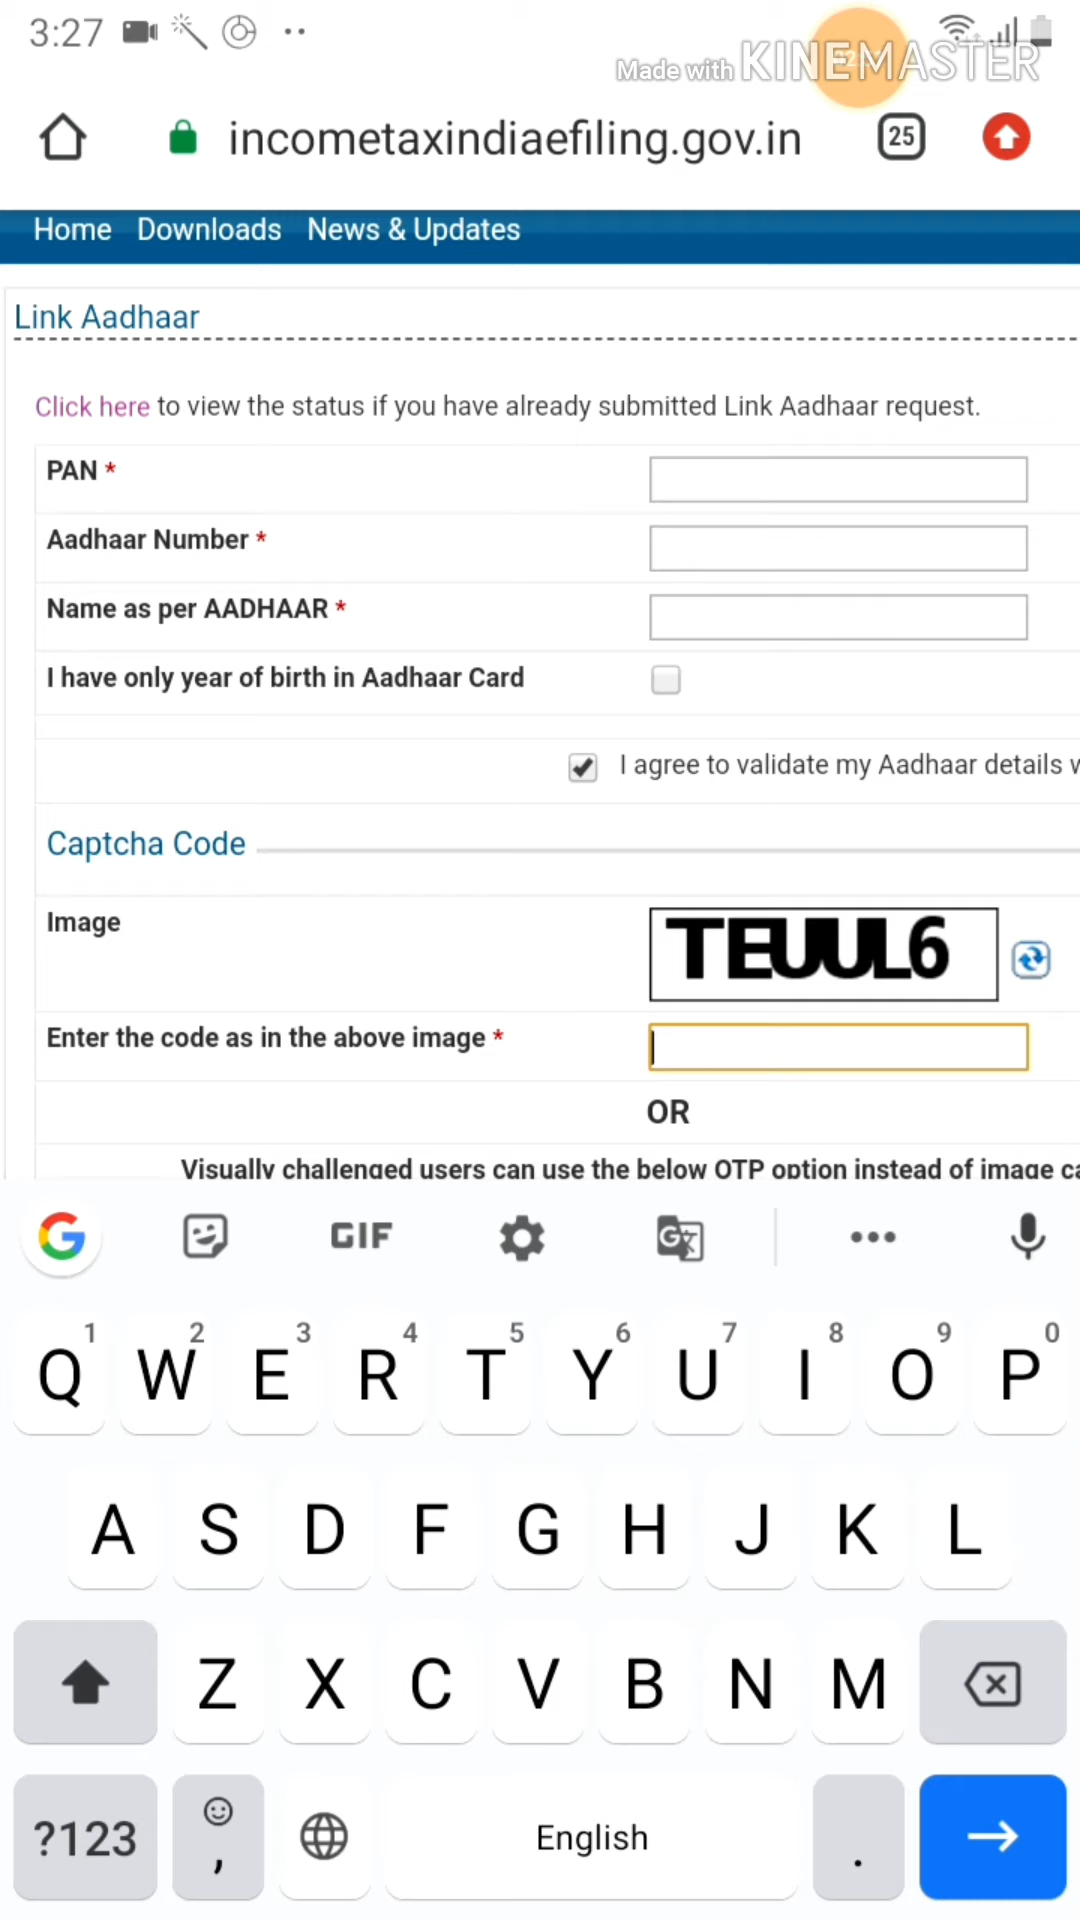 3:27
Made with KINEMASTER
incometaxindiaefiling.gov.in 25
Home Downloads News & Updates
Link Aadhaar
Click here to view the status if you have already submitted Link Aadhaar request.
PAN *
Aadhaar Number *
Name as per AADHAAR *
I have only year of birth in Aadhaar Card
I agree to validate my Aadhaar details
Captcha Code
Image TEUUL6
Enter the code as in the above image *
OR
Visually challenged users can use the below OTP option instead of image
G GIF G
1 2 3 4 5 6 7 8 9 0
Q W E R T Y U I O P
A S D F G H J K L
Z X C V B N M
?123 , English .